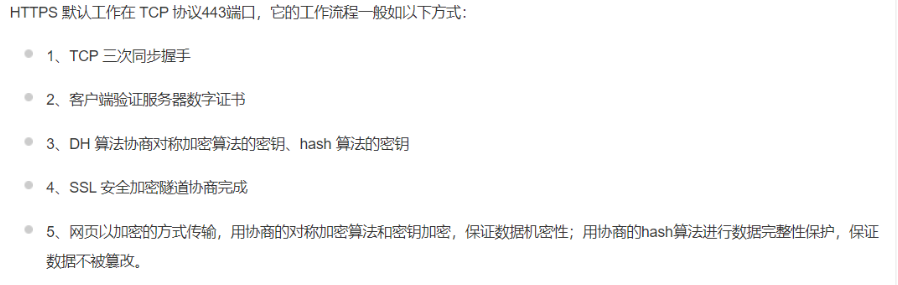 HTTPS 默认工作在 TCP 协议443端口，它的工作流程一般如以下方式：
1、TCP 三次同步握手
2、客户端验证服务器数字证书
3、DH 算法协商对称加密算法的密钥、hash 算法的密钥
4、SSL 安全加密隧道协商完成
5、网页以加密的方式传输，用协商的对称加密算法和密钥加密，保证数据机密性；用协商的hash算法进行数据完整性保护，保证
数据不被篡改。